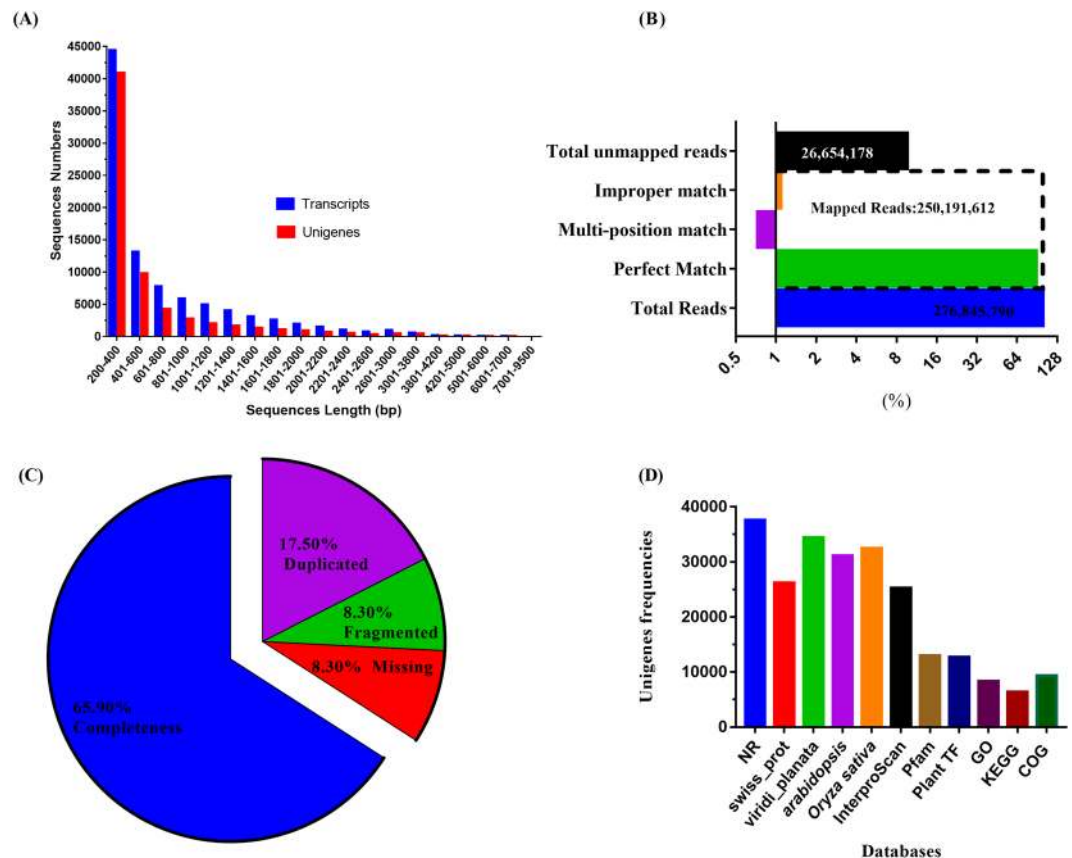 (A)
45000
40000
35000
30000
25000
20000
15000
10000
5000
0
Sequences Numbers
Transcripts
Unigenes
200-400
401-600
601-800
801-1000
1001-1200
1201-1400
1401-1600
1601-1800
1801-2000
2001-2200
2201-2400
2401-2600
2601-3000
3001-3800
3801-4200
4201-5000
5001-6000
6001-7000
7001-9500
Sequences Length (bp)
(B)
Total unmapped reads
Improper match
Multi-position match
Perfect Match
Total Reads
26,654,178
Mapped Reads:250,191,612
276,845,790
0.5
1
2
4
8
16
32
64
128
(%)
(C)
17.50%
Duplicated
8.30%
Fragmented
8.30% Missing
65.90%
Completeness
(D)
40000
30000
20000
10000
0
Unigenes frequencies
NR
swiss_prot
viridi_planata
arabidopsis
Oryza sativa
InterproScan
Pfam
Plant TF
GO
KEGG
COG
Databases